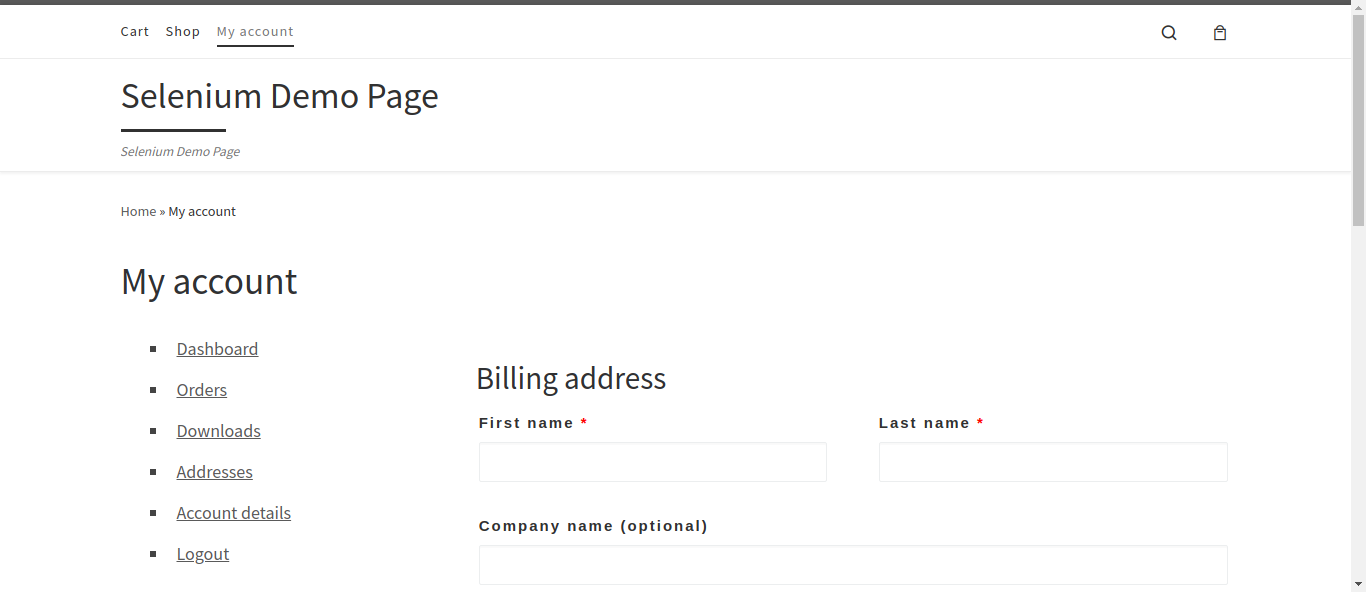 Cart Shop My account
Selenium Demo Page
Selenium Demo Page
Home » My account
My account
Dashboard
Orders
Downloads
Addresses
Account details
Logout
Billing address
First name * Last name *
Company name (optional)